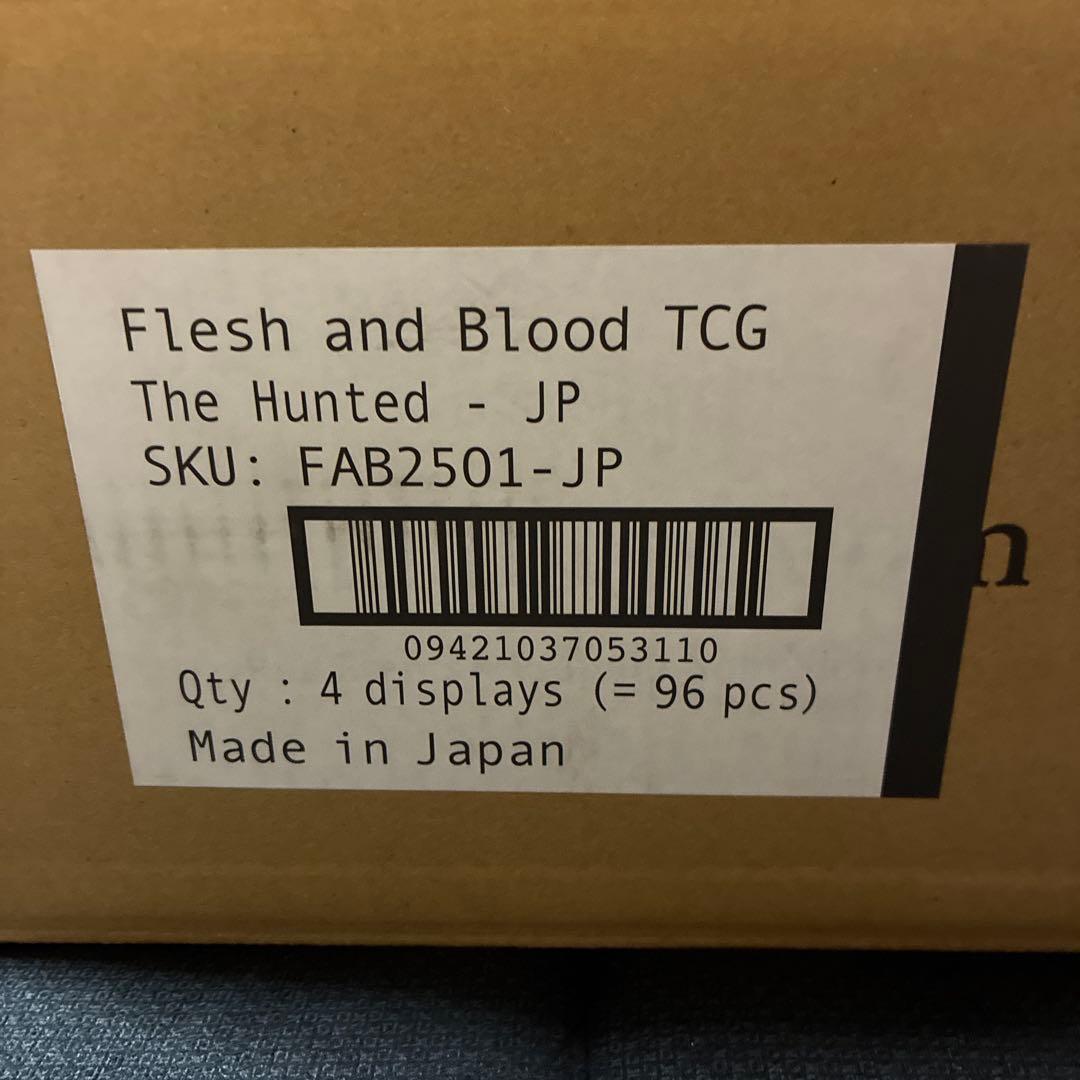 Flesh and Blood TCG
The Hunted - JP
SKU: FAB2501-JP
09421037053110
Qty : 4 displays (= 96 pcs)
Made in Japan
n